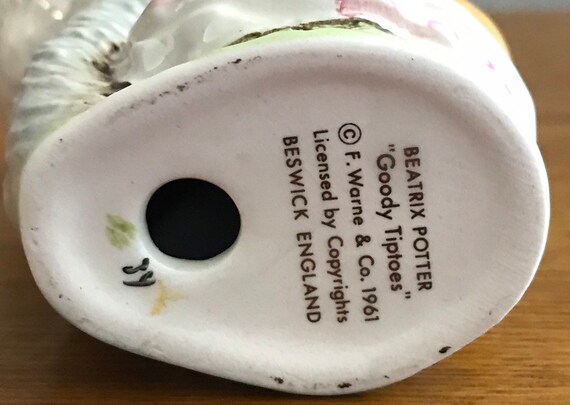 BEATRIX POTTER
"Goody Tiptoes"
© F. Warne & Co. 1961
Licensed by Copyrights
BESWICK ENGLAND